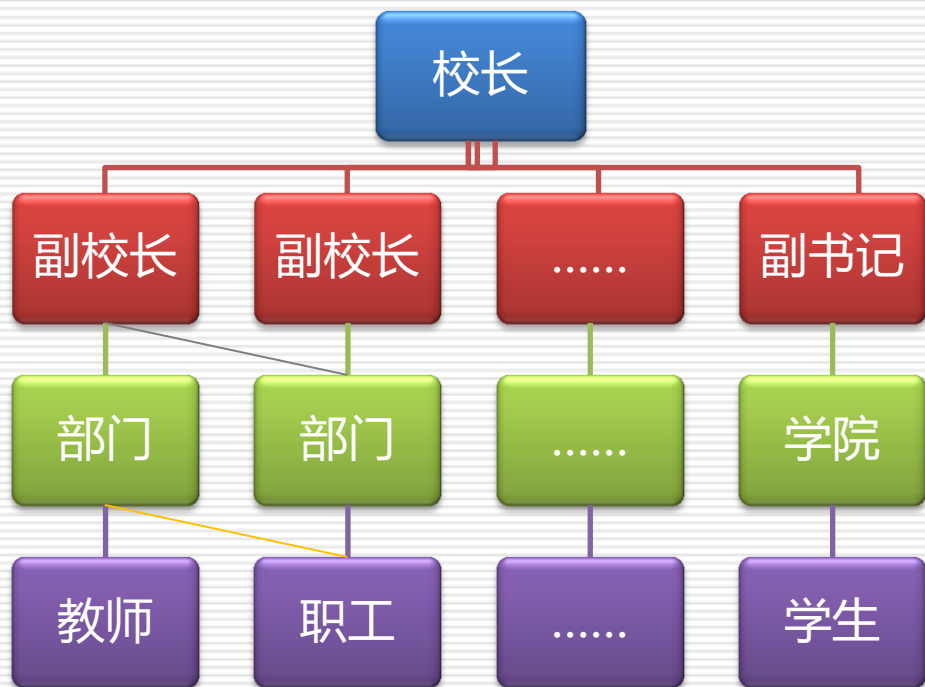 校长
副校长
副校长
......
副书记
部门
部门
......
学院
教师
职工
......
学生